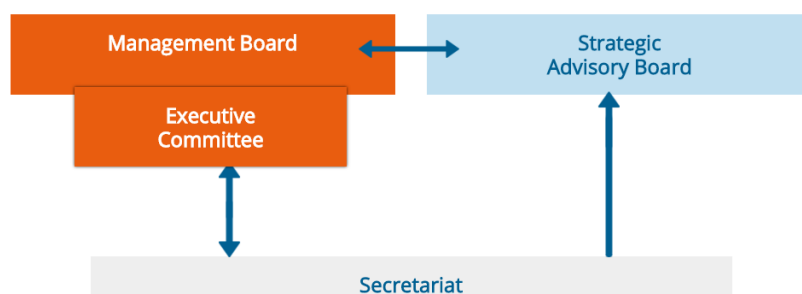 Management Board
Strategic
Advisory Board
Executive
Committee
Secretariat